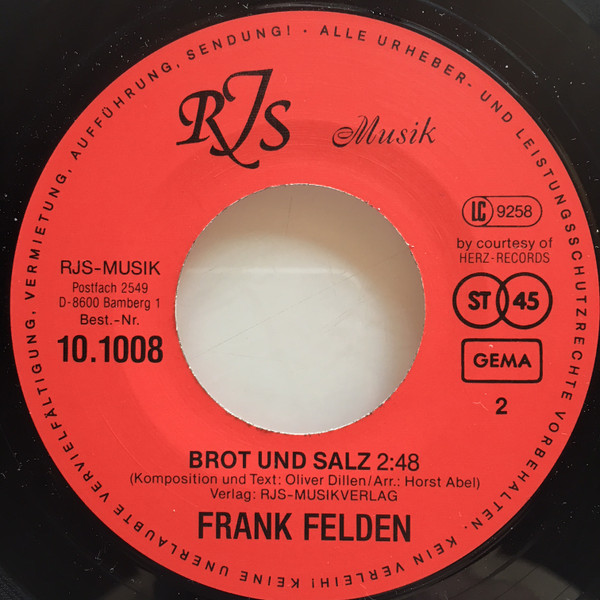 ALLE URHEBER- UND LEISTUNGSSCHUTZRECHTE VORBEHALTEN. KEIN VERLEIH! KEINE UNERLAUBTE VERVIELFÄLTIGUNG, VERMIETUNG, AUFFÜHRUNG, SENDUNG! ·
RJS Musik
LC 9258
by courtesy of
HERZ-RECORDS
ST 45
GEMA
2
RJS-MUSIK
Postfach 2549
D-8600 Bamberg 1
Best.-Nr.
10.1008
BROT UND SALZ 2:48
(Komposition und Text: Oliver Dillen/Arr.: Horst Abel)
Verlag: RJS-MUSIKVERLAG
FRANK FELDEN